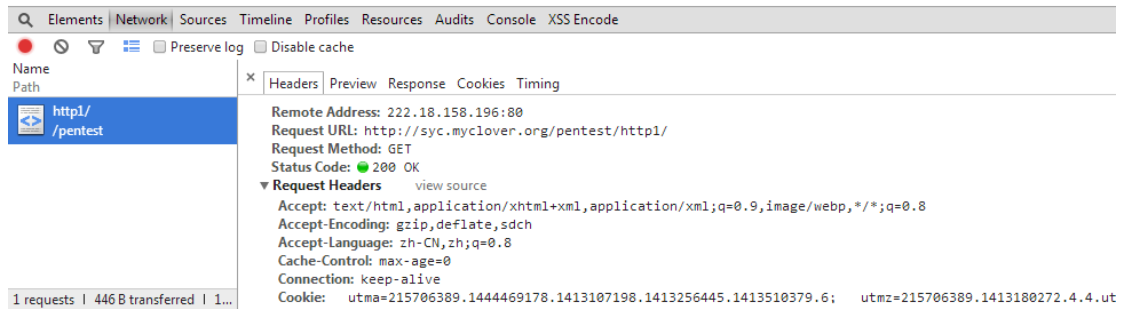 Elements Network Sources Timeline Profiles Resources Audits Console XSS Encode
Preserve log Disable cache
Name
Path
× Headers Preview Response Cookies Timing
http1/
/pentest
Remote Address: 222.18.158.196:80
Request URL: http://syc.myclover.org/pentest/http1/
Request Method: GET
Status Code: 200 OK
▼ Request Headers view source
Accept: text/html,application/xhtml+xml,application/xml;q=0.9,image/webp,*/*;q=0.8
Accept-Encoding: gzip,deflate,sdch
Accept-Language: zh-CN,zh;q=0.8
Cache-Control: max-age=0
Connection: keep-alive
Cookie: utma=215706389.1444469178.1413107198.1413256445.1413510379.6; utmz=215706389.1413180272.4.4.ut
1 requests | 446 B transferred | 1...